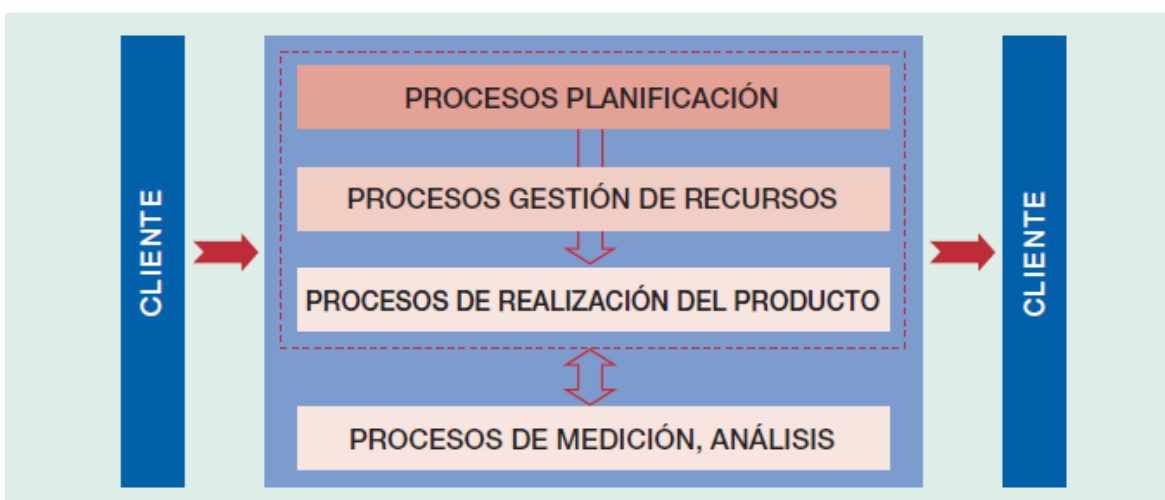 CLIENTE
PROCESOS PLANIFICACIÓN
PROCESOS GESTIÓN DE RECURSOS
PROCESOS DE REALIZACIÓN DEL PRODUCTO
PROCESOS DE MEDICIÓN, ANÁLISIS
CLIENTE